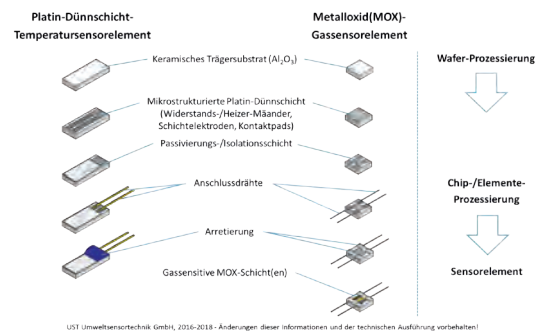 Platin-Dünnschicht-
Temperatursensorelement
Metalloxid(MOX)-
Gassensorelement
Keramisches Trägersubstrat (Al₂O₃)
Wafer-Prozessierung
Mikrostrukturierte Platin-Dünnschicht
(Widerstands-/Heizer-Mäander,
Schichtelektroden, Kontaktpads)
Passivierungs-/Isolationsschicht
Anschlussdrähte
Chip-/Elemente-
Prozessierung
Arretierung
Gassensitive MOX-Schicht(en)
Sensorelement
UST Umweltsensortechnik GmbH, 2016-2018 - Änderungen dieser Informationen und der technischen Ausführung vorbehalten!